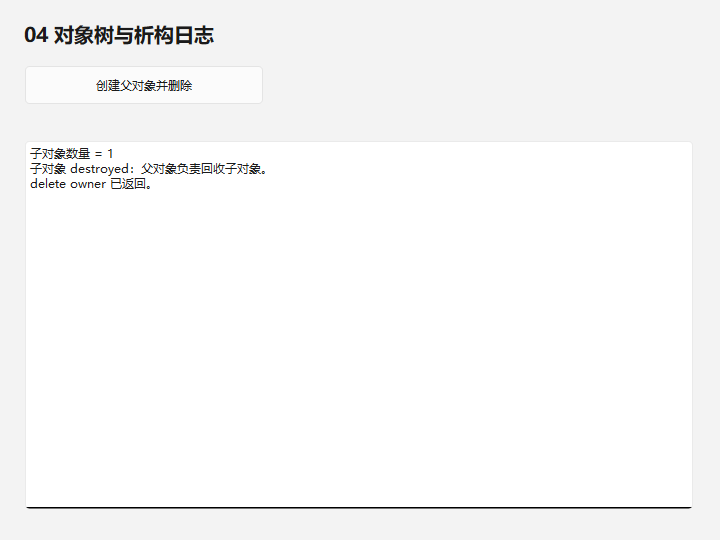 04 对象树与析构日志
创建父对象并删除
子对象数量 = 1
子对象 destroyed：父对象负责回收子对象。
delete owner 已返回。